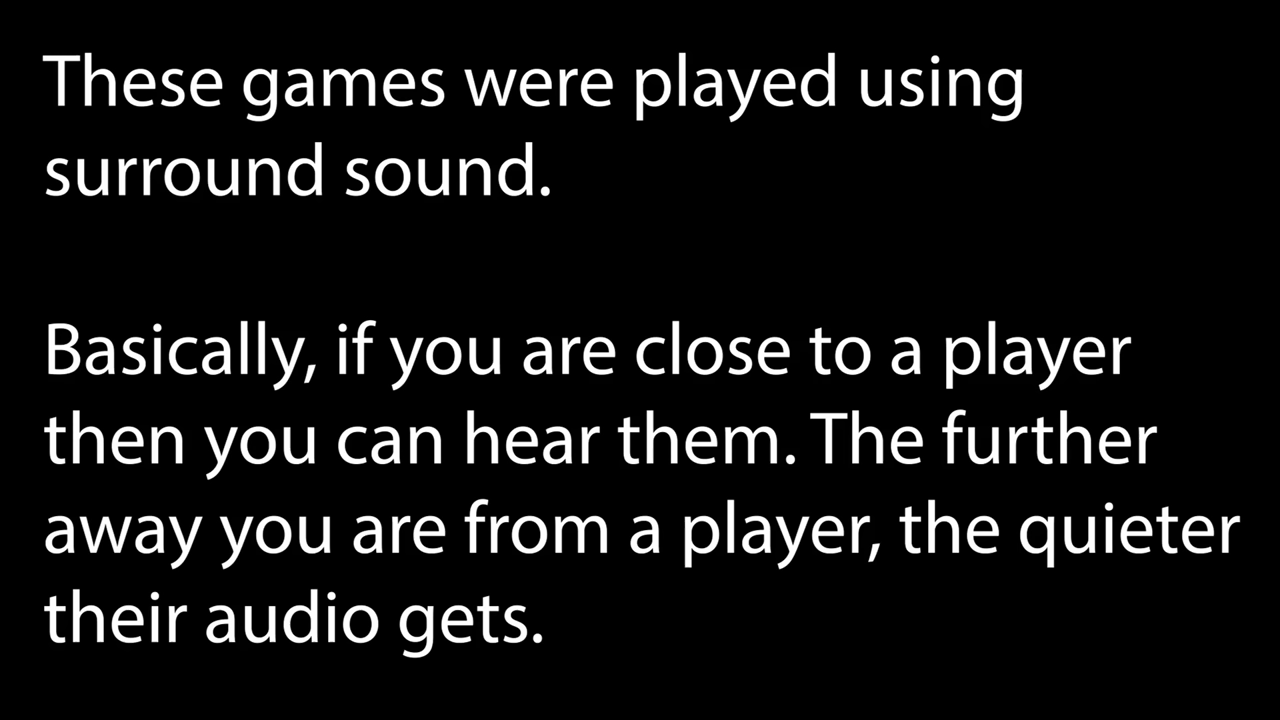 These games were played using
surround sound.
Basically, if you are close to a player
then you can hear them. The further
away you are from a player, the quieter
their audio gets.